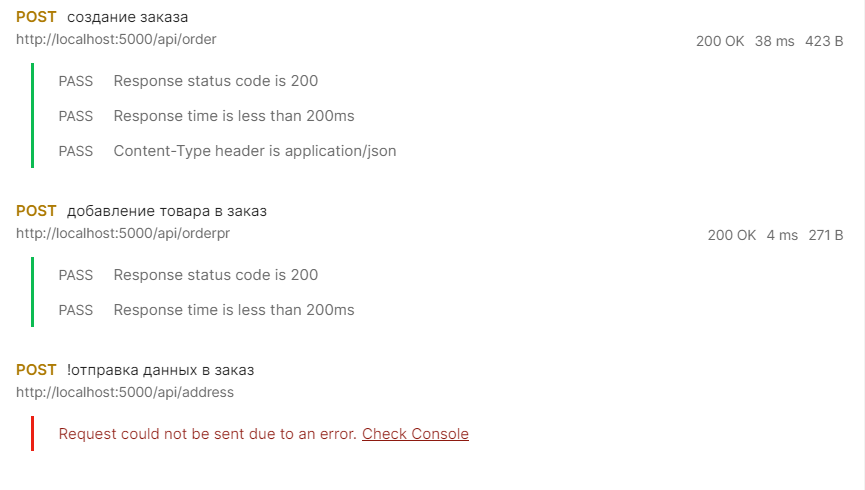 POST создание заказа
http://localhost:5000/api/order
200 OK 38 ms 423 B
PASS Response status code is 200
PASS Response time is less than 200ms
PASS Content-Type header is application/json
POST добавление товара в заказ
http://localhost:5000/api/orderpr
200 OK 4 ms 271 B
PASS Response status code is 200
PASS Response time is less than 200ms
POST !отправка данных в заказ
http://localhost:5000/api/address
Request could not be sent due to an error. Check Console